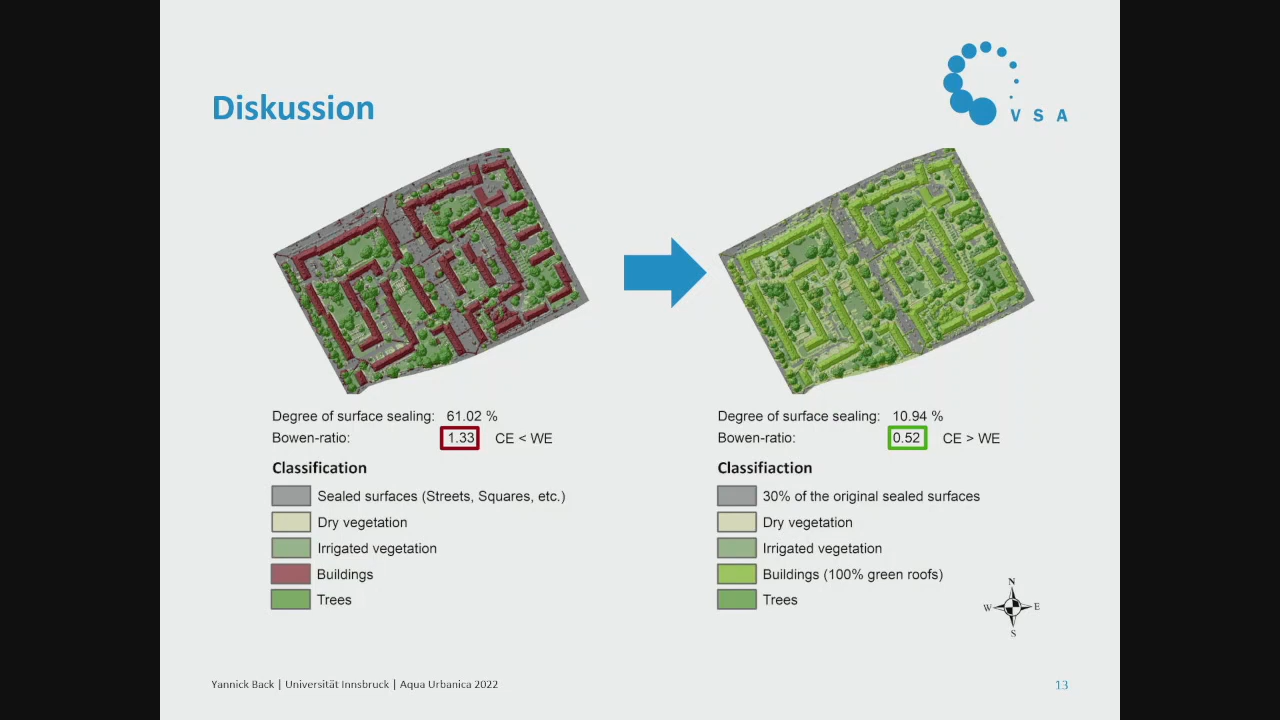 Diskussion
V S A
Degree of surface sealing: 61.02 %
Bowen-ratio: 1.33 CE < WE
Classification
Sealed surfaces (Streets, Squares, etc.)
Dry vegetation
Irrigated vegetation
Buildings
Trees
Degree of surface sealing: 10.94 %
Bowen-ratio: 0.52 CE > WE
Classifiaction
30% of the original sealed surfaces
Dry vegetation
Irrigated vegetation
Buildings (100% green roofs)
Trees
N
W E
S
Yannick Back | Universität Innsbruck | Aqua Urbanica 2022
13